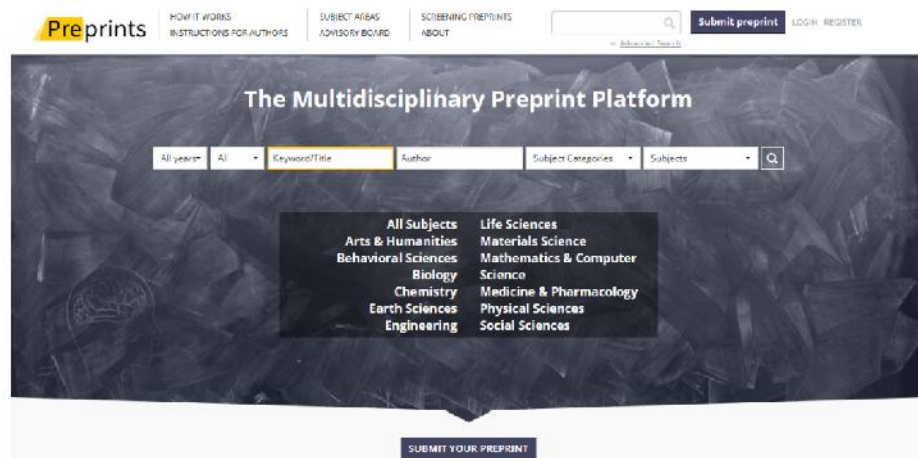 Preprints
HOW IT WORKS
INSTRUCTIONS FOR AUTHORS
SUBJECT AREAS
ADVISORY BOARD
SCREENING PREPRINTS
ABOUT
Submit preprint
LOGIN REGISTER
Advanced Search
The Multidisciplinary Preprint Platform
All years
All
Keyword/Title
Author
Subject Categories
Subjects
All Subjects
Arts & Humanities
Behavioral Sciences
Biology
Chemistry
Earth Sciences
Engineering
Life Sciences
Materials Science
Mathematics & Computer
Science
Medicine & Pharmacology
Physical Sciences
Social Sciences
SUBMIT YOUR PREPRINT